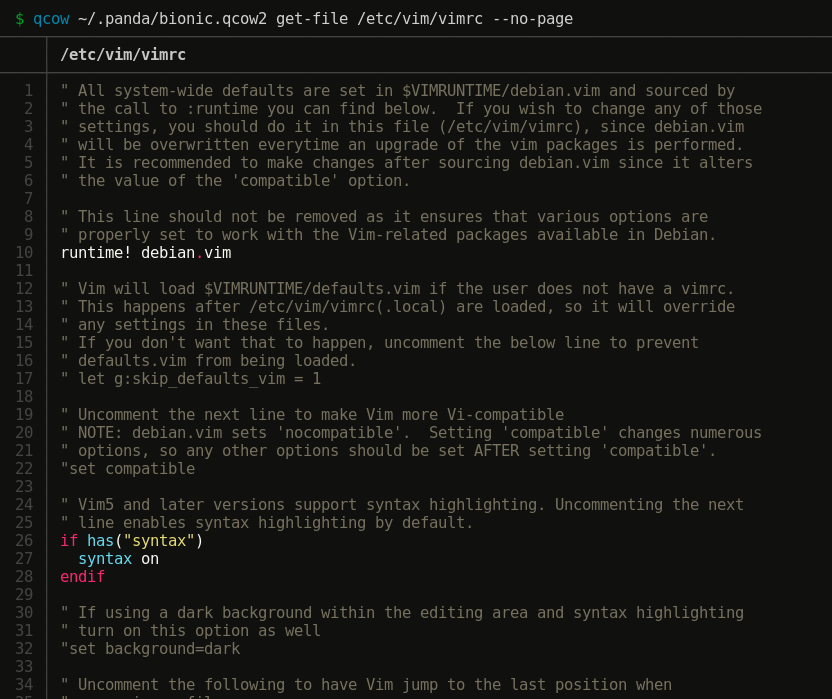 $ qcow ~/.panda/bionic.qcow2 get-file /etc/vim/vimrc --no-page
/etc/vim/vimrc
1 " All system-wide defaults are set in $VIMRUNTIME/debian.vim and sourced by
2 " the call to :runtime you can find below.  If you wish to change any of those
3 " settings, you should do it in this file (/etc/vim/vimrc), since debian.vim
4 " will be overwritten everytime an upgrade of the vim packages is performed.
5 " It is recommended to make changes after sourcing debian.vim since it alters
6 " the value of the 'compatible' option.
7
8 " This line should not be removed as it ensures that various options are
9 " properly set to work with the Vim-related packages available in Debian.
10 runtime! debian.vim
11
12 " Vim will load $VIMRUNTIME/defaults.vim if the user does not have a vimrc.
13 " This happens after /etc/vim/vimrc(.local) are loaded, so it will override
14 " any settings in these files.
15 " If you don't want that to happen, uncomment the below line to prevent
16 " defaults.vim from being loaded.
17 " let g:skip_defaults_vim = 1
18
19 " Uncomment the next line to make Vim more Vi-compatible
20 " NOTE: debian.vim sets 'nocompatible'.  Setting 'compatible' changes numerous
21 " options, so any other options should be set AFTER setting 'compatible'.
22 "set compatible
23
24 " Vim5 and later versions support syntax highlighting. Uncommenting the next
25 " line enables syntax highlighting by default.
26 if has("syntax")
27   syntax on
28 endif
29
30 " If using a dark background within the editing area and syntax highlighting
31 " turn on this option as well
32 "set background=dark
33
34 " Uncomment the following to have Vim jump to the last position when